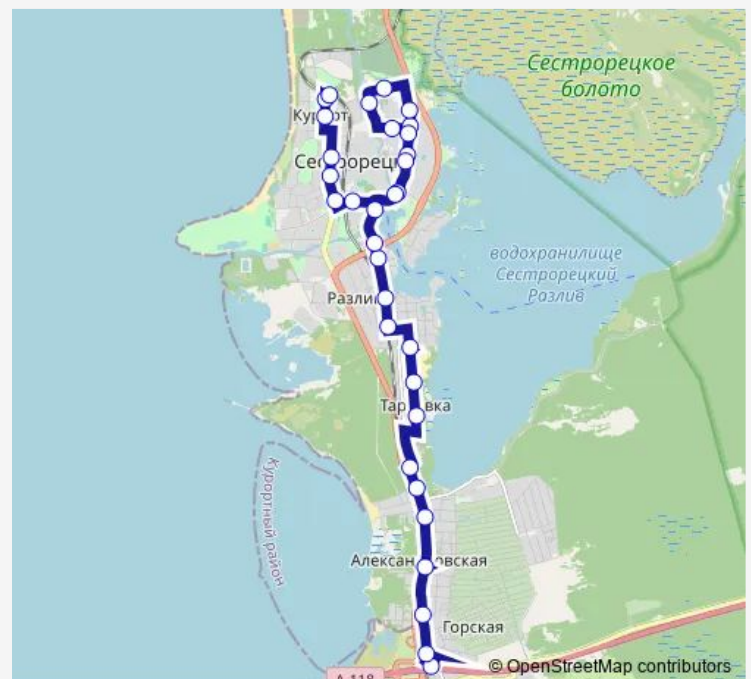 Сестрорецкое
болото
Курорт
Сестрорецк
водохранилище
Сестрорецкий
Разлив
Разлив
Тарховка
Курортный район
Александровская
Горская
© OpenStreetMap contributors
А-118